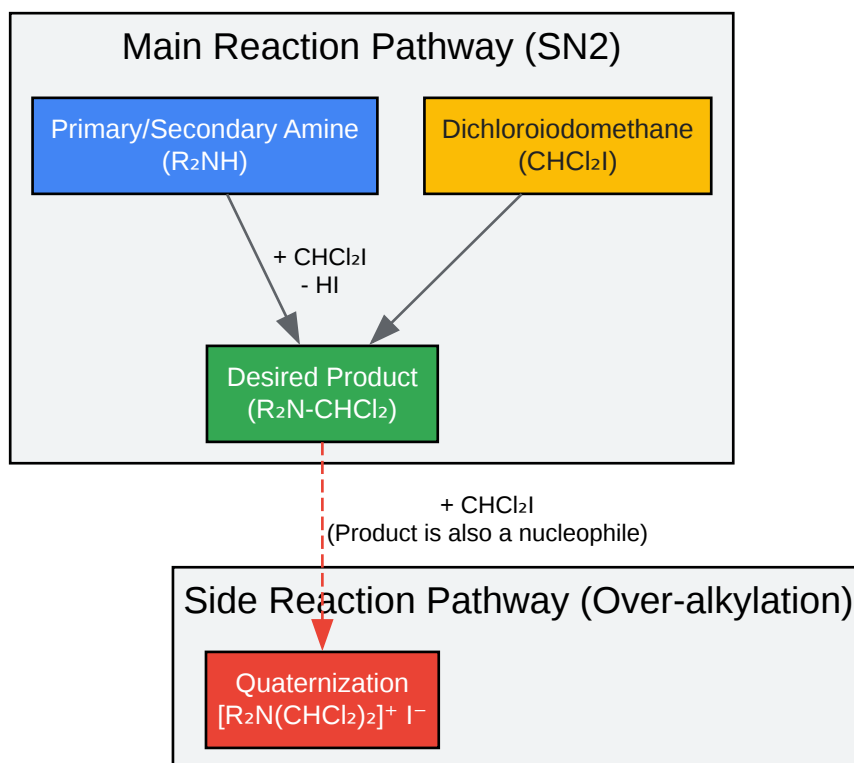 Main Reaction Pathway (SN2)
Primary/Secondary Amine
(R₂NH)
Dichloroiodomethane
(CHCl₂I)
+ CHCl₂I
- HI
Desired Product
(R₂N-CHCl₂)
+ CHCl₂I
(Product is also a nucleophile)
Side Reaction Pathway (Over-alkylation)
Quaternization
[R₂N(CHCl₂)₂]⁺ I⁻